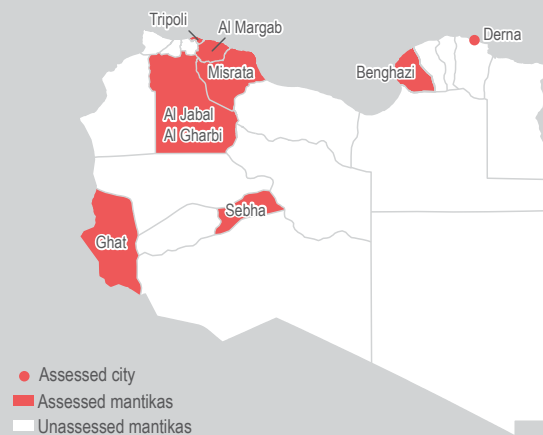 Tripoli
Al Margab
Derna
Misrata
Benghazi
Al Jabal
Al Gharbi
Sebha
Ghat
Assessed city
Assessed mantikas
Unassessed mantikas